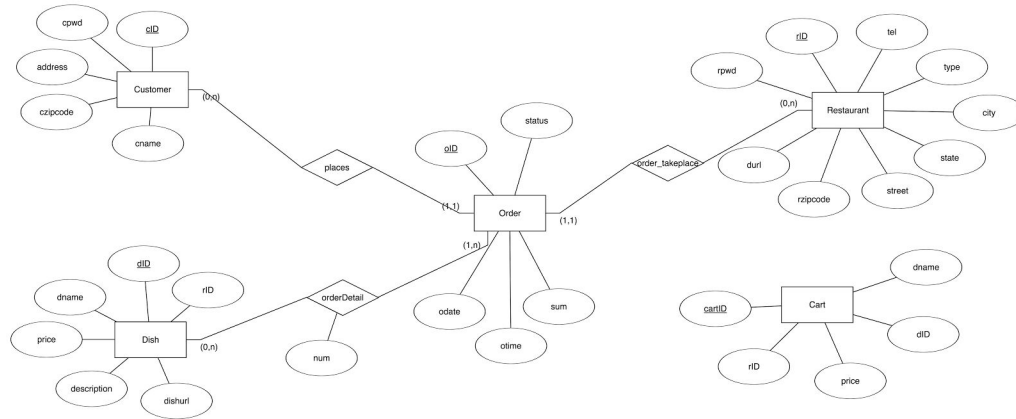 cpwd
cID
address
Customer
czipcode
cname
(0,n)
places
(1,1)
oID
status
Order
(1,1)
(1,n)
order_takeplace
(0,n)
rID
tel
rpwd
type
Restaurant
city
durl
state
rzipcode
street
dID
rID
dname
price
Dish
description
dishurl
(0,n)
orderDetail
num
odate
otime
sum
dname
cartID
Cart
dID
rID
price